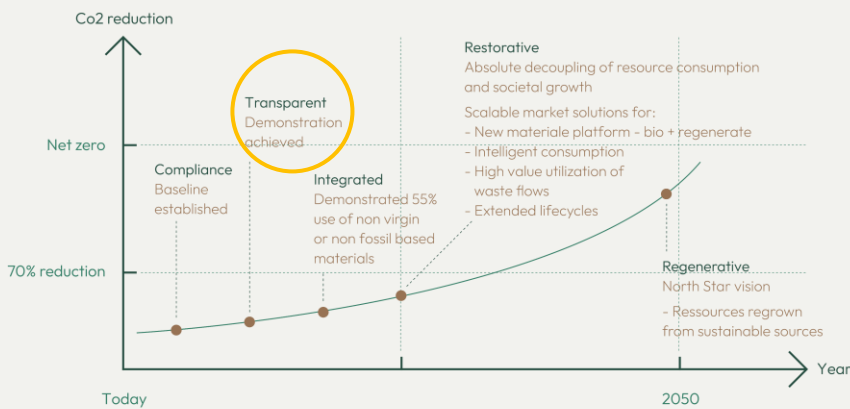 Co2 reduction
Restorative
Absolute decoupling of resource consumption
and societal growth
Scalable market solutions for:
- New materiale platform - bio + regenerate
- Intelligent consumption
- High value utilization of
waste flows
- Extended lifecycles
Transparent
Demonstration
achieved
Net zero
Compliance
Baseline
established
Integrated
Demonstrated 55%
use of non virgin
or non fossil based
materials
70% reduction
Regenerative
North Star vision
- Ressources regrown
from sustainable sources
Year
Today
2050